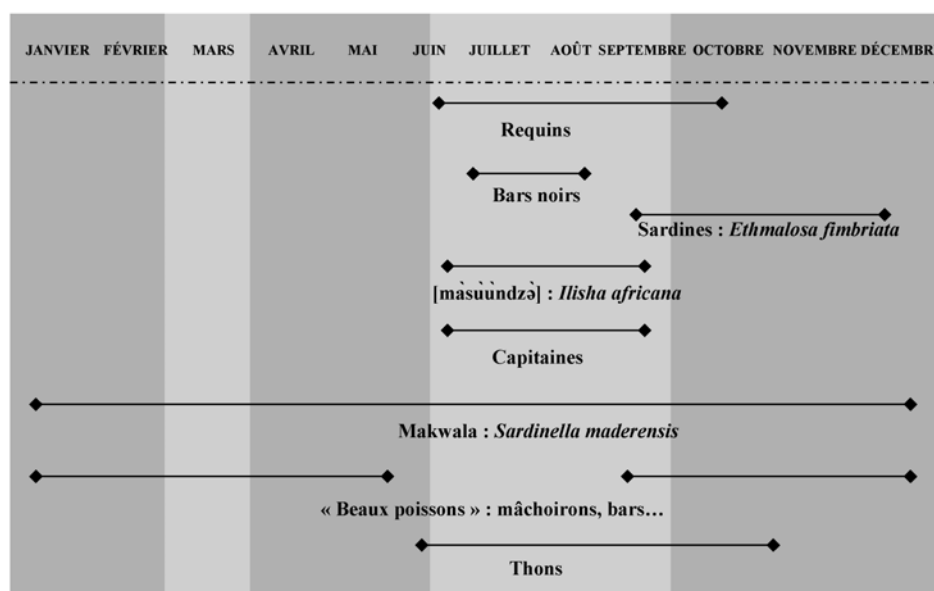 JANVIER FÉVRIER MARS AVRIL MAI JUIN JUILLET AOÛT SEPTEMBRE OCTOBRE NOVEMBRE DÉCEMBR
Requins
Bars noirs
Sardines : Ethmalosa fimbriata
[màsùùndzə̀] : Ilisha africana
Capitaines
Makwala : Sardinella maderensis
« Beaux poissons » : mâchoirons, bars…
Thons